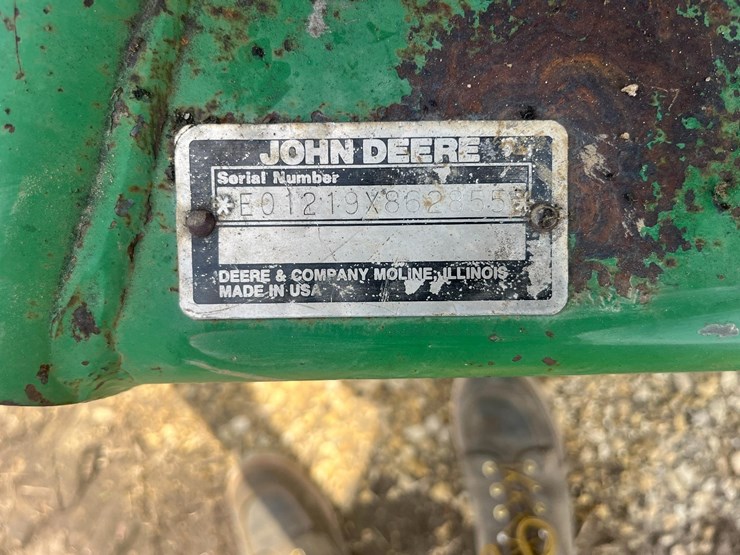 JOHN DEERE
Serial Number
*E01219X862855*
DEERE & COMPANY MOLINE, ILLINOIS
MADE IN USA